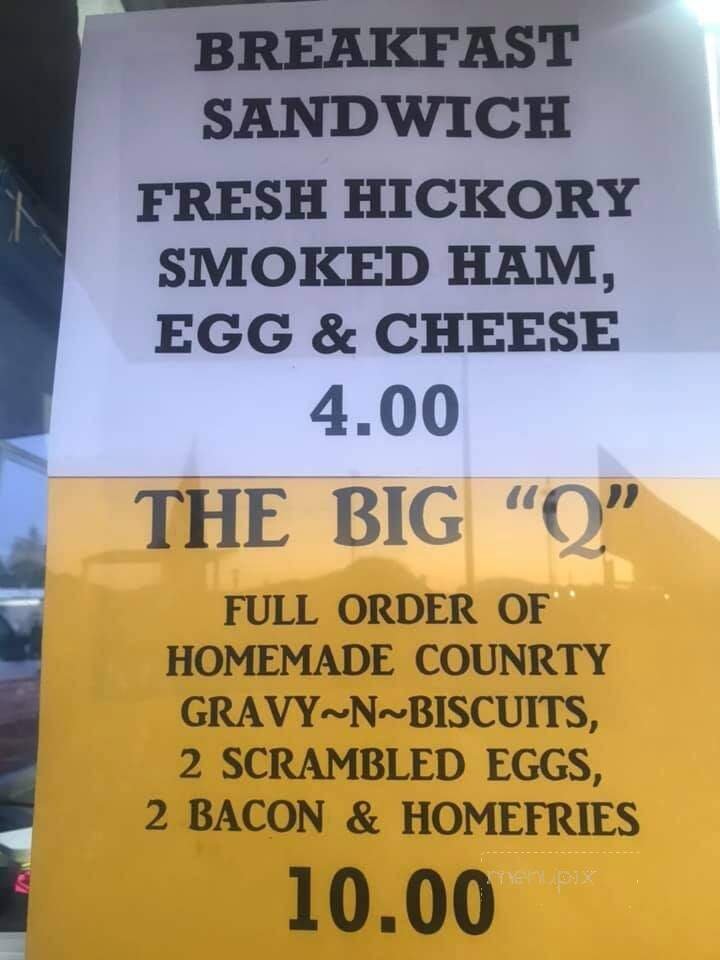 BREAKFAST
SANDWICH
FRESH HICKORY
SMOKED HAM,
EGG & CHEESE
4.00
THE BIG “Q”
FULL ORDER OF
HOMEMADE COUNRTY
GRAVY~N~BISCUITS,
2 SCRAMBLED EGGS,
2 BACON & HOMEFRIES
10.00
menupix